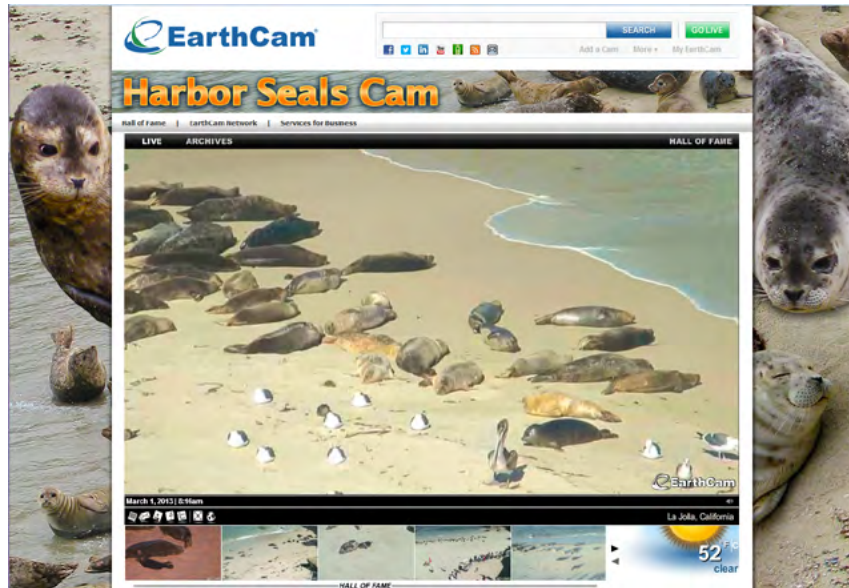 EarthCam
SEARCH
GO LIVE
Add a Cam More My EarthCam
Harbor Seals Cam
Hall of Fame | EarthCam Network | Services for Business
LIVE ARCHIVES HALL OF FAME
EarthCam
March 1, 2013 | 8:16am
La Jolla, California
52°F|C
clear
HALL OF FAME